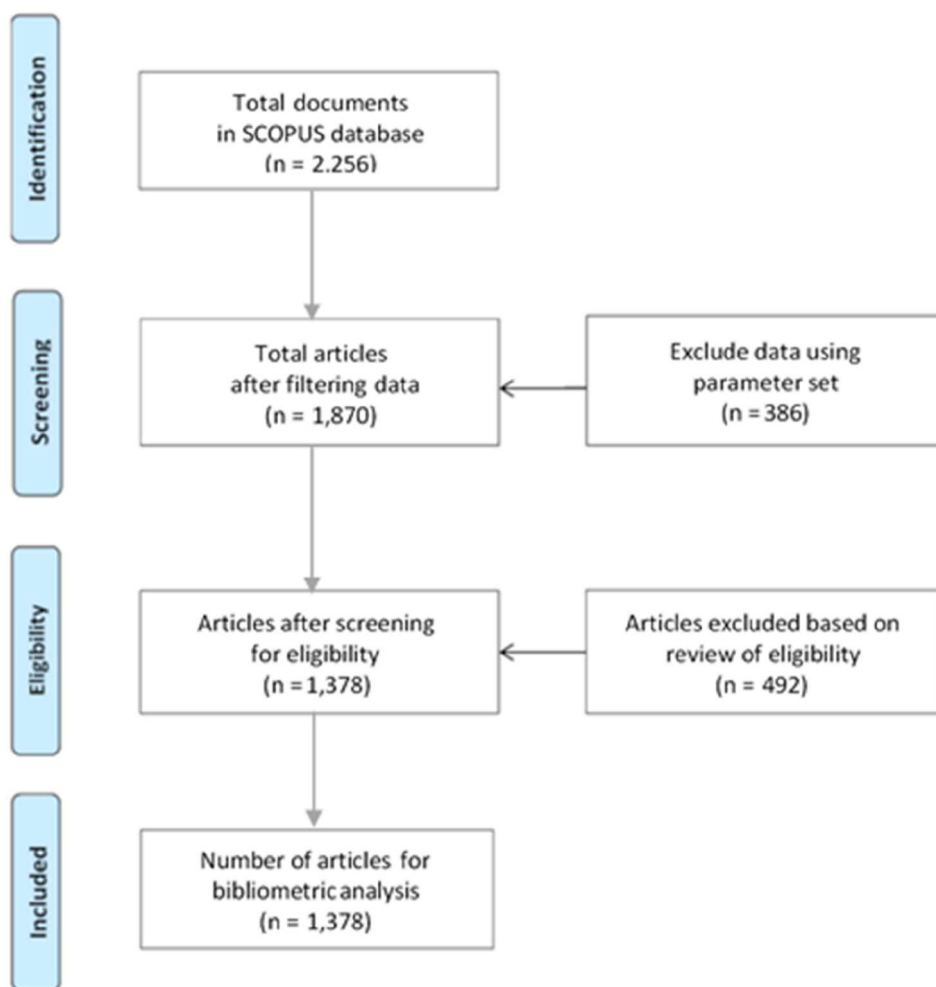 Identification
Total documents
in SCOPUS database
(n = 2.256)
Screening
Total articles
after filtering data
(n = 1,870)
Exclude data using
parameter set
(n = 386)
Eligibility
Articles after screening
for eligibility
(n = 1,378)
Articles excluded based on
review of eligibility
(n = 492)
Included
Number of articles for
bibliometric analysis
(n = 1,378)